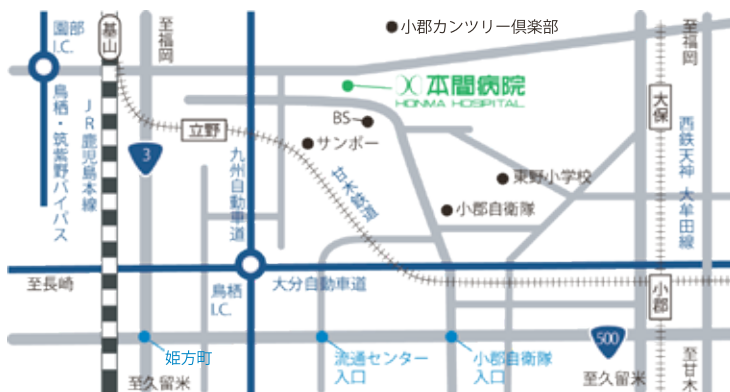 園部
I.C.
基山
至福岡
小郡カンツリー倶楽部
至福岡
本間病院
HONMA HOSPITAL
大保
BS
立野
サンポー
鳥栖・筑紫野バイパス
JR鹿児島本線
3
九州自動車道
甘木鉄道
東野小学校
小郡自衛隊
西鉄天神 大牟田線
至長崎
鳥栖
I.C.
大分自動車道
小郡
姫方町
流通センター
入口
小郡自衛隊
入口
500
至久留米
至久留米
至甘木